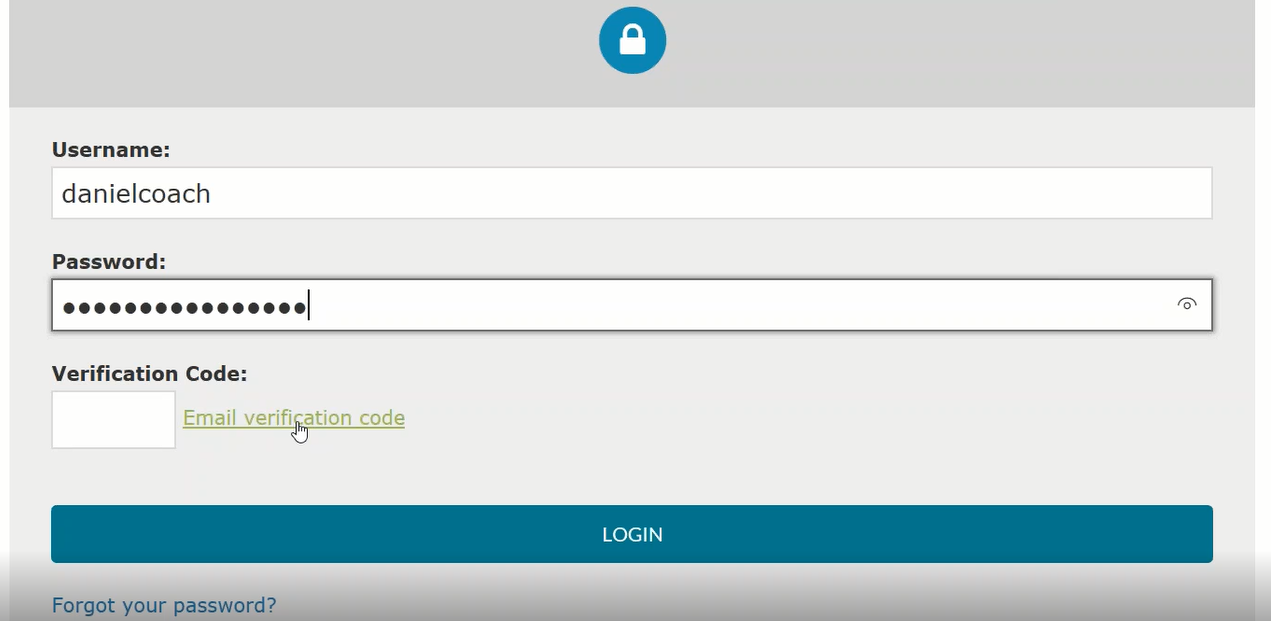 Username:
danielcoach
Password:
Verification Code:
Email verification code
LOGIN
Forgot your password?